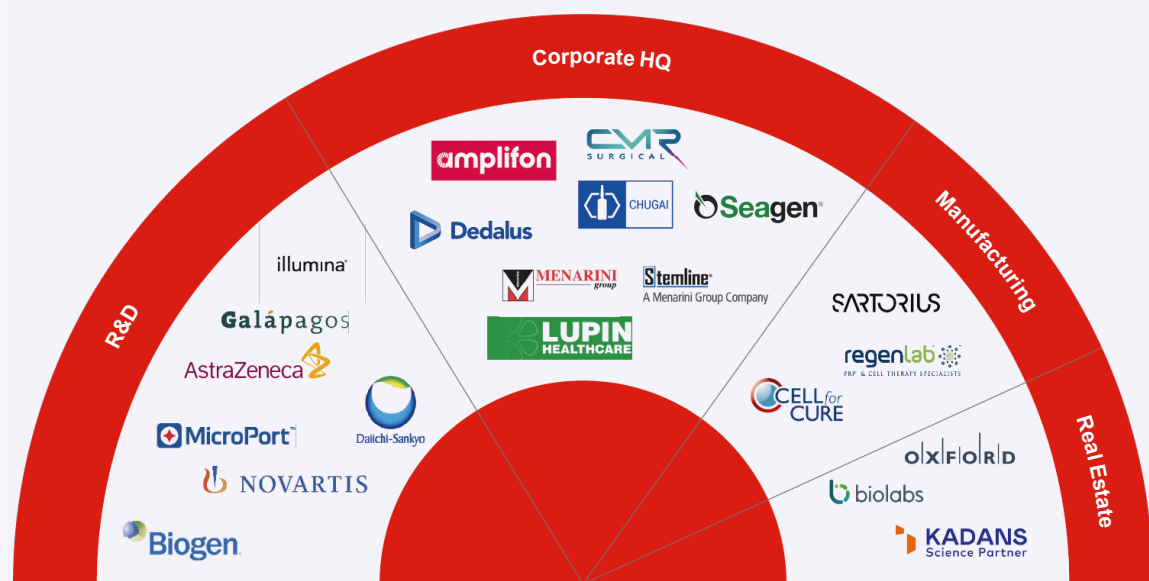 Corporate HQ
amplifon
CMR
SURGICAL
CHUGAI
Seagen®
Dedalus
MENARINI
group
Stemline®
A Menarini Group Company
LUPIN
HEALTHCARE
R&D
illumina®
Galápagos
AstraZeneca
Daiichi-Sankyo
MicroPort™
NOVARTIS
Biogen
Manufacturing
SARTORIUS
regenlab
PRP & CELL THERAPY SPECIALISTS
CELL for
CURE
Real Estate
OXFORD
biolabs
KADANS
Science Partner